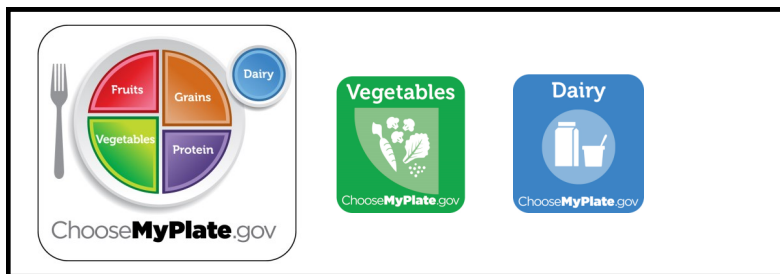 Fruits
Grains
Dairy
Vegetables
Protein
ChooseMyPlate.gov
Vegetables
ChooseMyPlate.gov
Dairy
ChooseMyPlate.gov